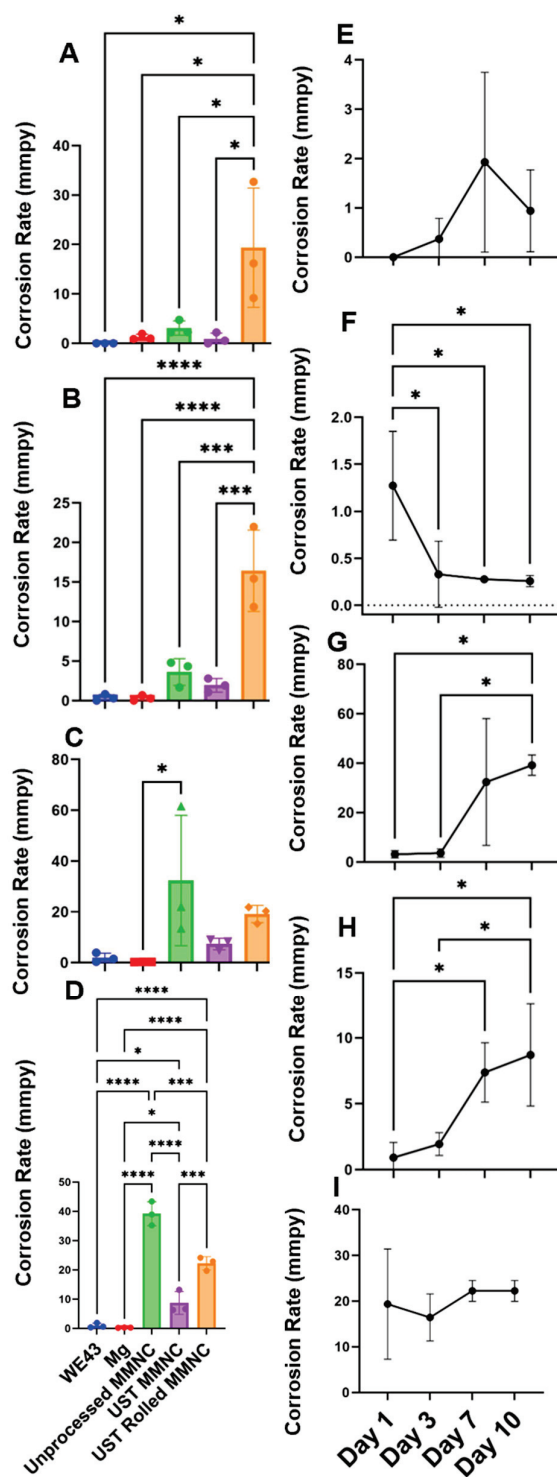 A
*
*
*
*
Corrosion Rate (mmpy)
40
30
20
10
0
B
****
****
***
***
Corrosion Rate (mmpy)
25
20
15
10
5
0
C
*
Corrosion Rate (mmpy)
80
60
40
20
0
D
****
****
*
**** ***
*
****
**** ***
Corrosion Rate (mmpy)
50
40
30
20
10
0
WE43
Mg
Unprocessed MMNC
UST MMNC
UST Rolled MMNC
E
Corrosion Rate (mmpy)
4
3
2
1
0
F
*
*
*
Corrosion Rate (mmpy)
2.0
1.5
1.0
0.5
0.0
G
*
*
Corrosion Rate (mmpy)
80
60
40
20
0
H
*
*
*
Corrosion Rate (mmpy)
15
10
5
0
I
Corrosion Rate (mmpy)
40
30
20
10
0
Day 1
Day 3
Day 7
Day 10